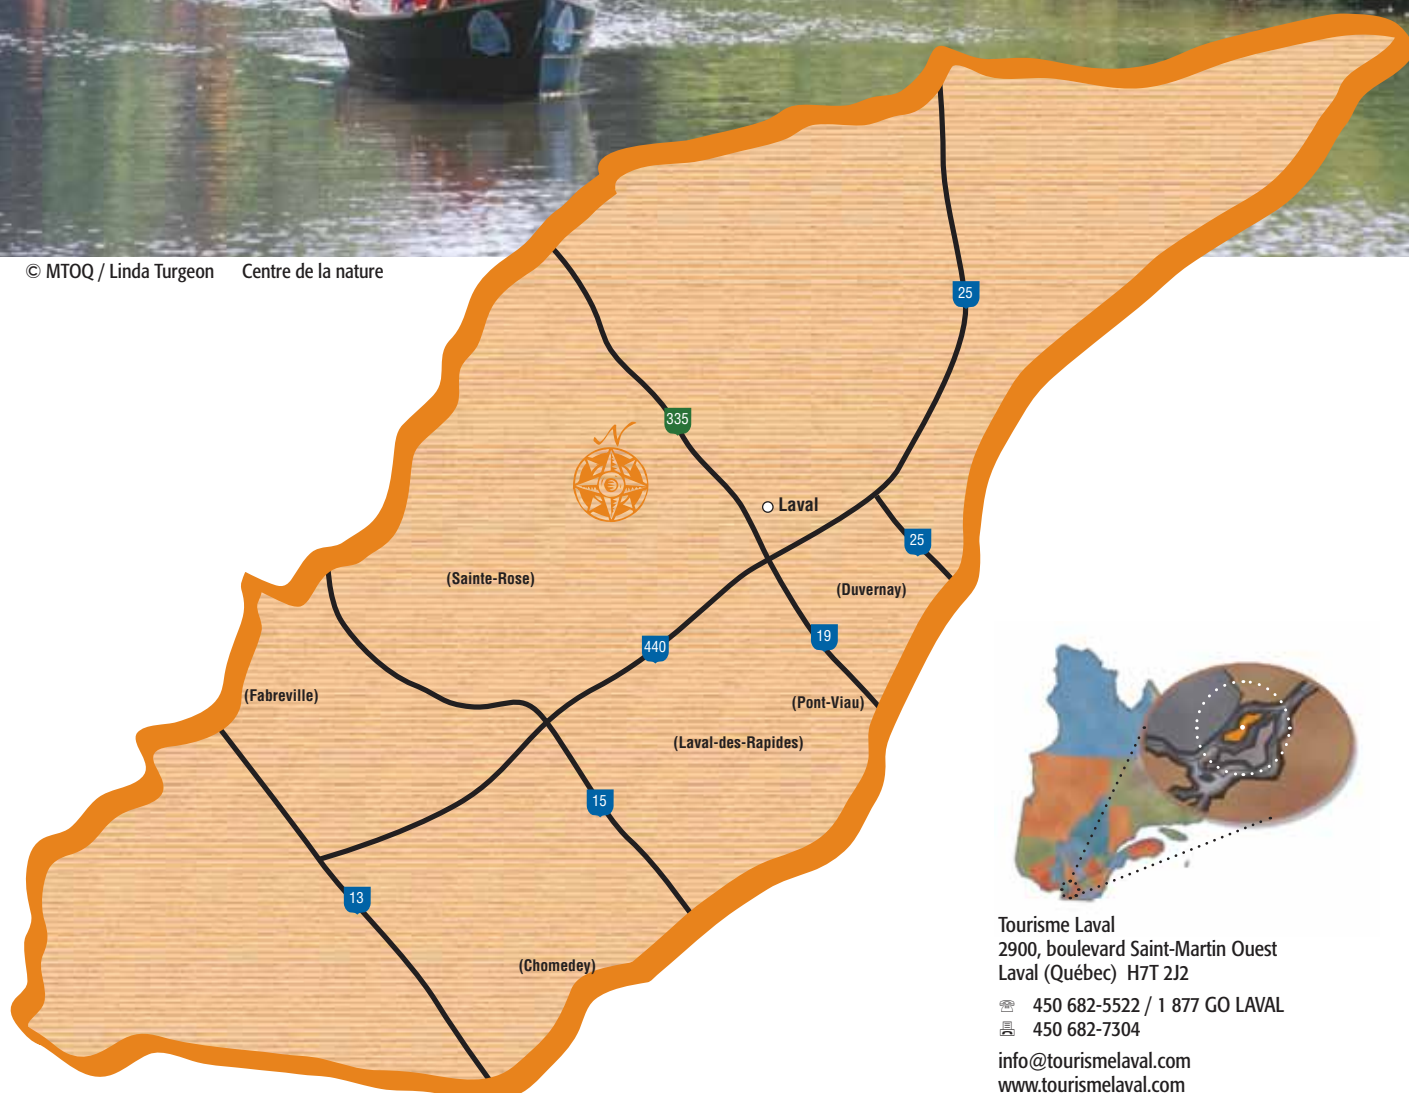 © MTOQ / Linda Turgeon Centre de la nature
25
335
N
Laval
25
(Sainte-Rose)
(Duvernay)
19
440
(Fabreville)
(Pont-Viau)
(Laval-des-Rapides)
15
13
(Chomedey)
Tourisme Laval
2900, boulevard Saint-Martin Ouest
Laval (Québec) H7T 2J2
450 682-5522 / 1 877 GO LAVAL
450 682-7304
info@tourismelaval.com
www.tourismelaval.com